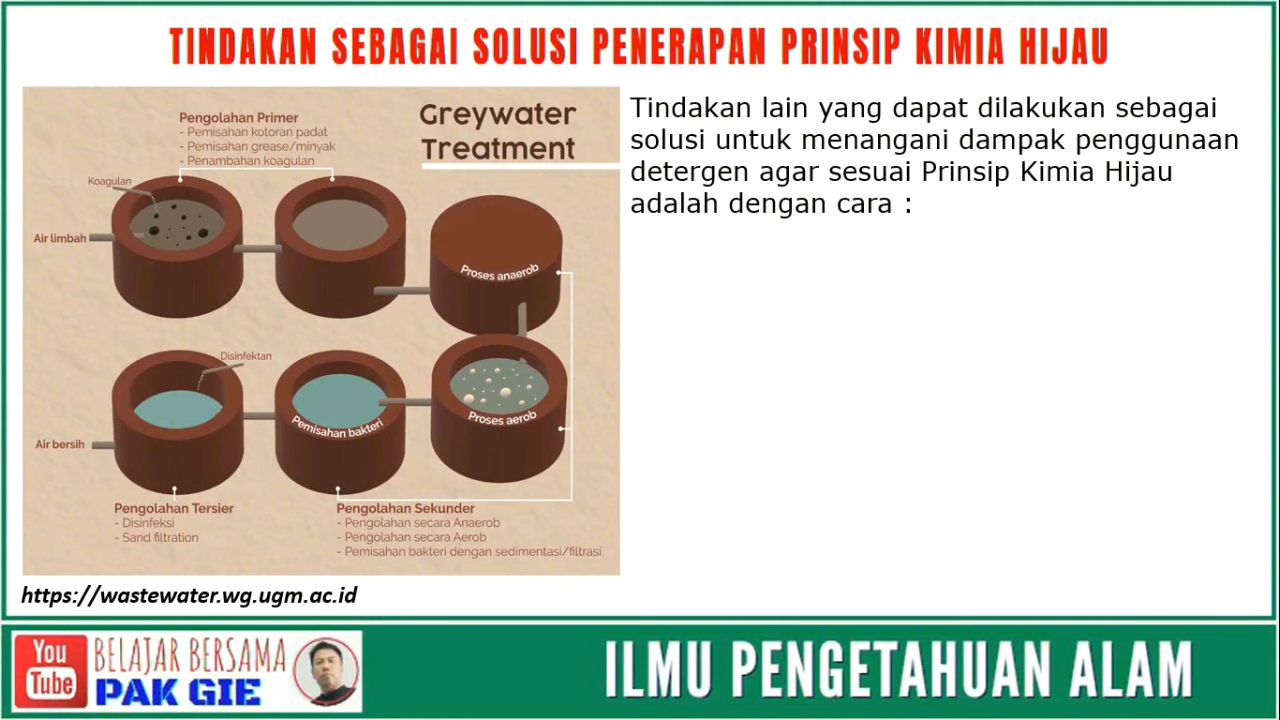 TINDAKAN SEBAGAI SOLUSI PENERAPAN PRINSIP KIMIA HIJAU
Greywater
Treatment
Pengolahan Primer
- Pemisahan kotoran padat
- Pemisahan grease/minyak
- Penambahan koagulan
Koagulan
Air limbah
Proses anaerob
Disinfektan
Pemisahan bakteri
Proses aerob
Air bersih
Pengolahan Tersier
- Disinfeksi
- Sand filtration
Pengolahan Sekunder
- Pengolahan secara Anaerob
- Pengolahan secara Aerob
- Pemisahan bakteri dengan sedimentasi/filtrasi
https://wastewater.wg.ugm.ac.id
Tindakan lain yang dapat dilakukan sebagai
solusi untuk menangani dampak penggunaan
detergen agar sesuai Prinsip Kimia Hijau
adalah dengan cara :
You
Tube
BELAJAR BERSAMA
PAK GIE
ILMU PENGETAHUAN ALAM